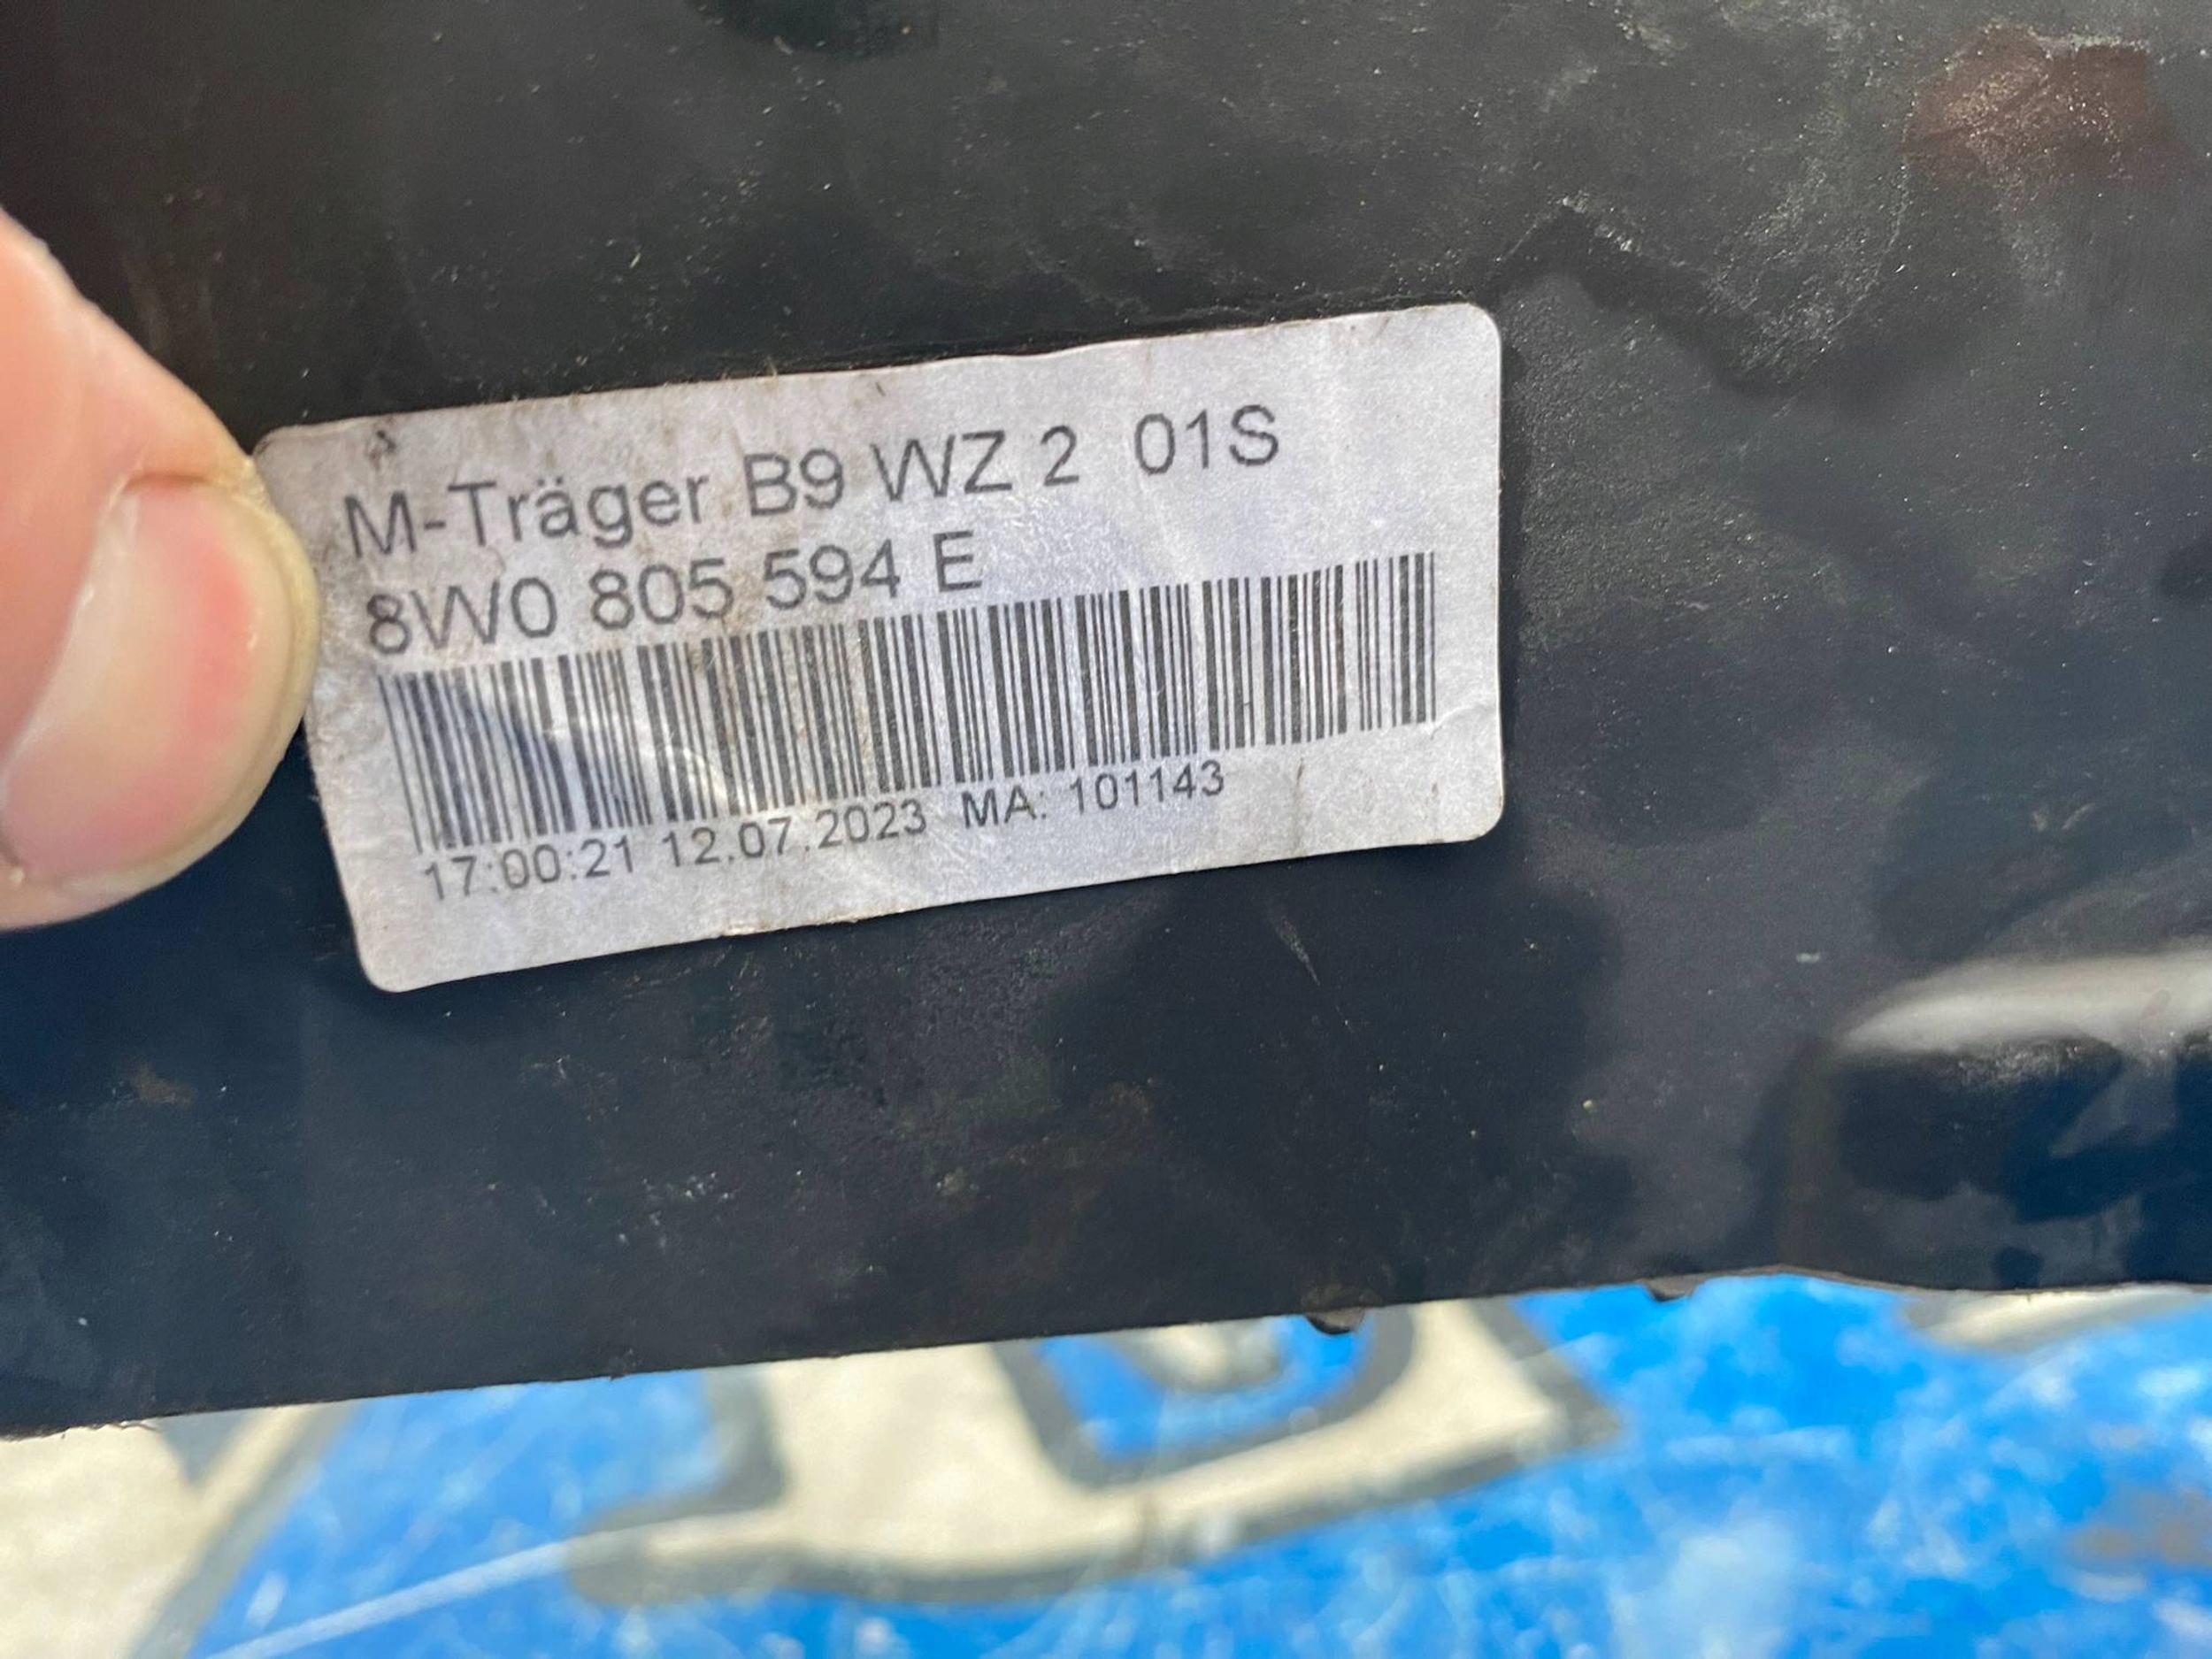 M-Träger B9 WZ 2 01S
8W0 805 594 E
17:00:21 12.07.2023 MA: 101143